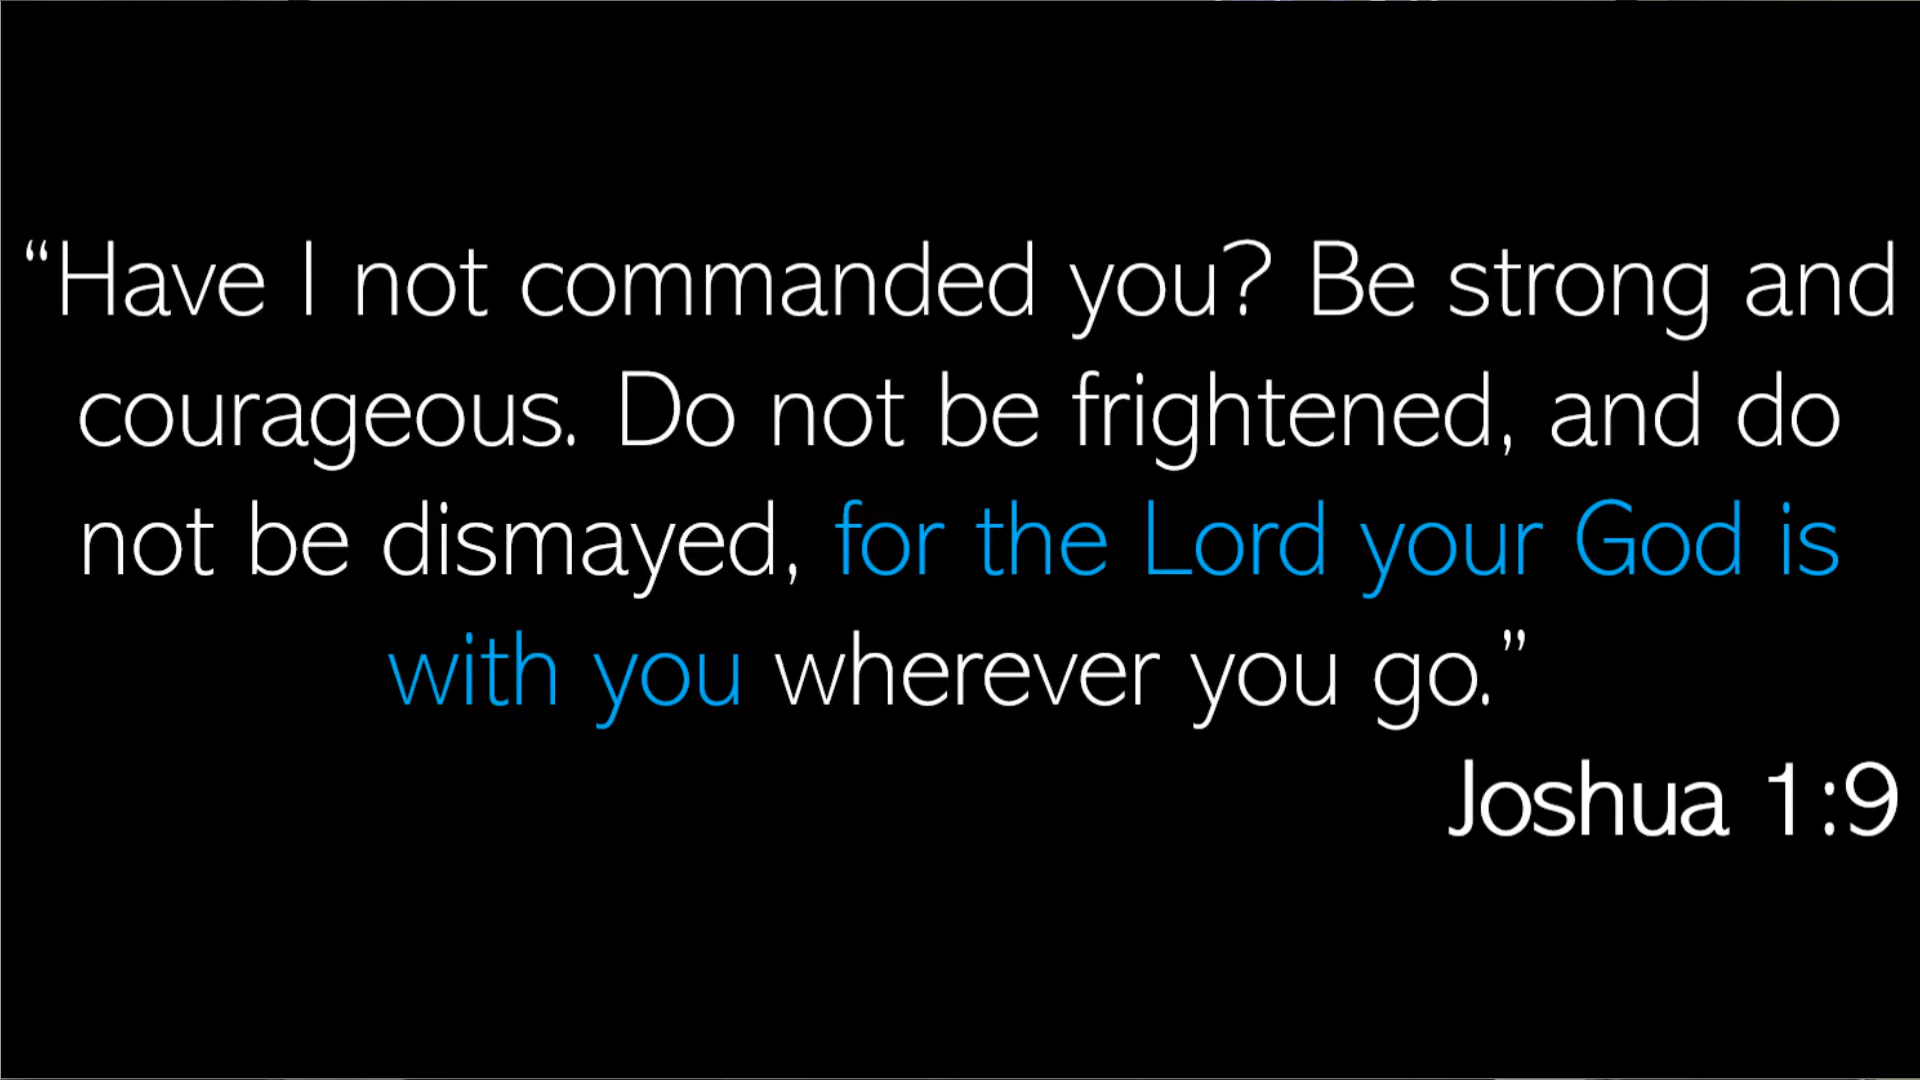 “Have I not commanded you? Be strong and
courageous. Do not be frightened, and do
not be dismayed, for the Lord your God is
with you wherever you go.”
Joshua 1:9